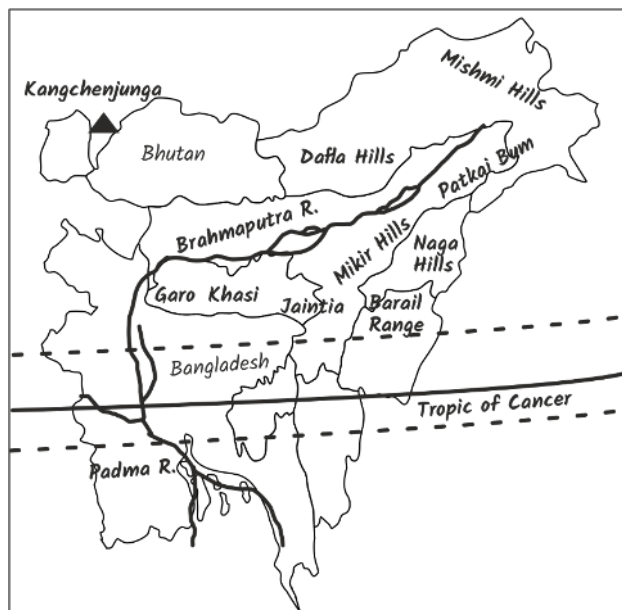 Mishmi Hills
Kangchenjunga
Bhutan
Dafla Hills
Patkai Bym
Brahmaputra R.
Mikir Hills
Naga
Hills
Garo Khasi
Jaintia
Barail
Range
Bangladesh
Tropic of Cancer
Padma R.